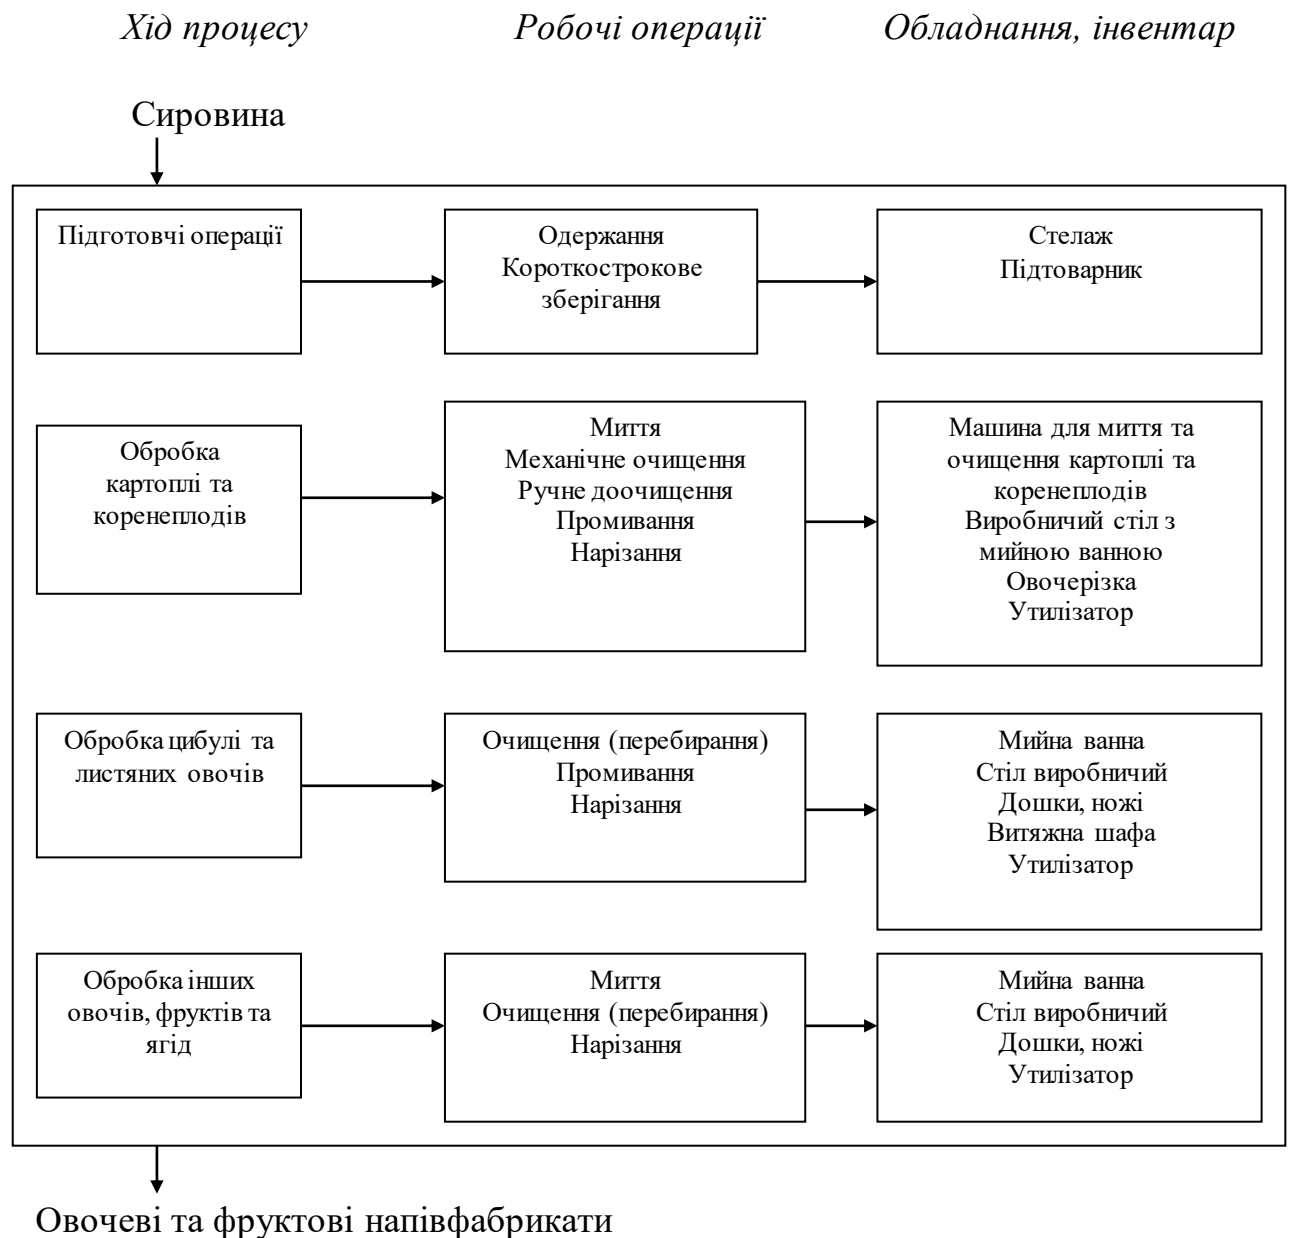 Хід процесу
Робочі операції
Обладнання, інвентар
Сировина
Підготовчі операції
Одержання
Короткострокове
зберігання
Стелаж
Підтоварник
Обробка
картоплі та
коренеплодів
Миття
Механічне очищення
Ручне доочищення
Промивання
Нарізання
Машина для миття та
очищення картоплі та
коренеплодів
Виробничий стіл з
мийною ванною
Овочерізка
Утилізатор
Обробка цибулі та
листяних овочів
Очищення (перебирання)
Промивання
Нарізання
Мийна ванна
Стіл виробничий
Дошки, ножі
Витяжна шафа
Утилізатор
Обробка інших
овочів, фруктів та
ягід
Миття
Очищення (перебирання)
Нарізання
Мийна ванна
Стіл виробничий
Дошки, ножі
Утилізатор
Овочеві та фруктові напівфабрикати